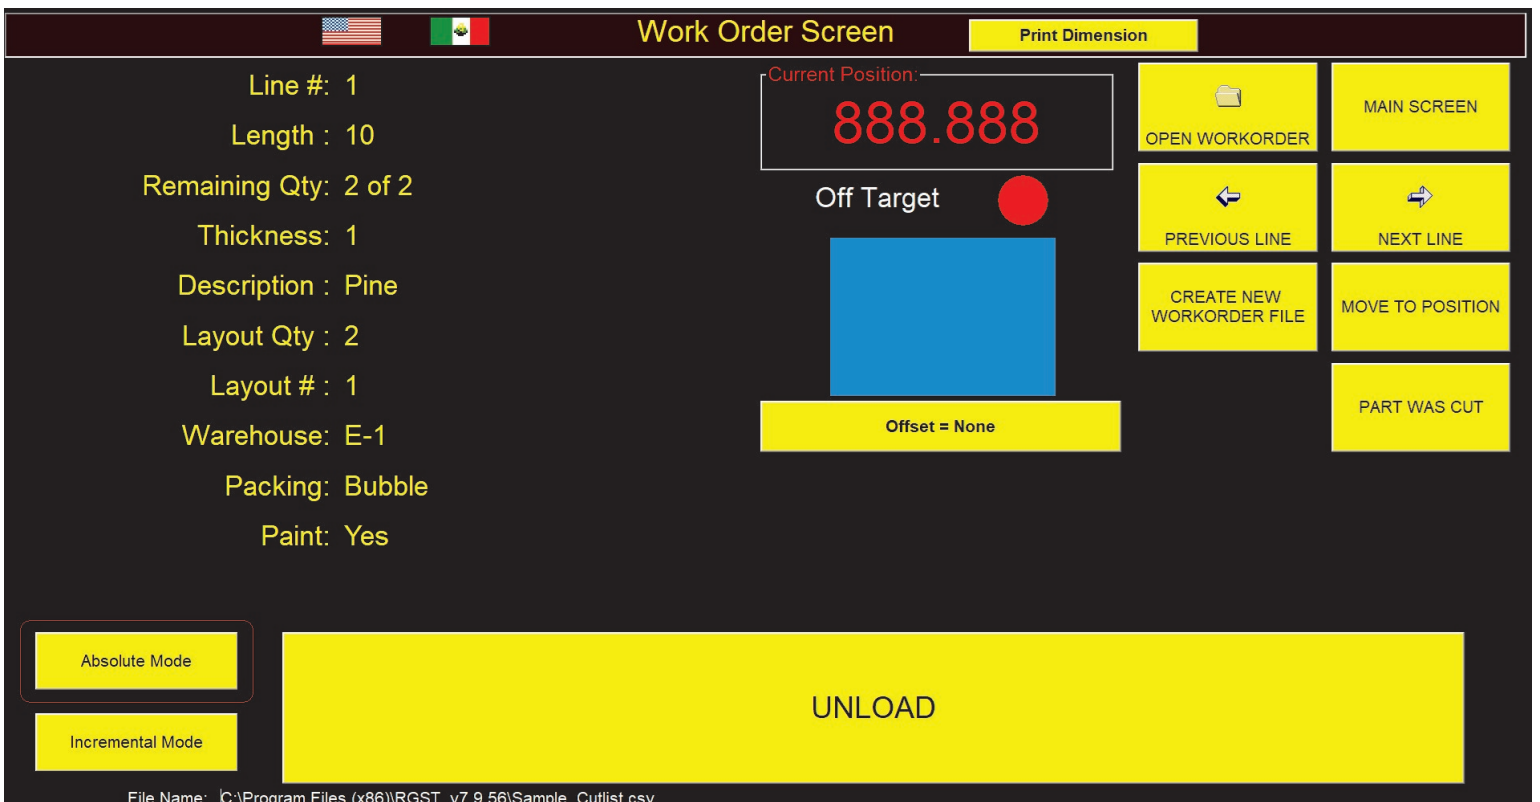 Work Order Screen
Print Dimension
Line #: 1
Length : 10
Remaining Qty: 2 of 2
Thickness: 1
Description : Pine
Layout Qty : 2
Layout # : 1
Warehouse: E-1
Packing: Bubble
Paint: Yes
Current Position:
888.888
Off Target
Offset = None
OPEN WORKORDER
MAIN SCREEN
PREVIOUS LINE
NEXT LINE
CREATE NEW
WORKORDER FILE
MOVE TO POSITION
PART WAS CUT
Absolute Mode
Incremental Mode
UNLOAD
File Name: C:\Program Files (x86)\RGST_v7.9.56\Sample_Cutlist.csv